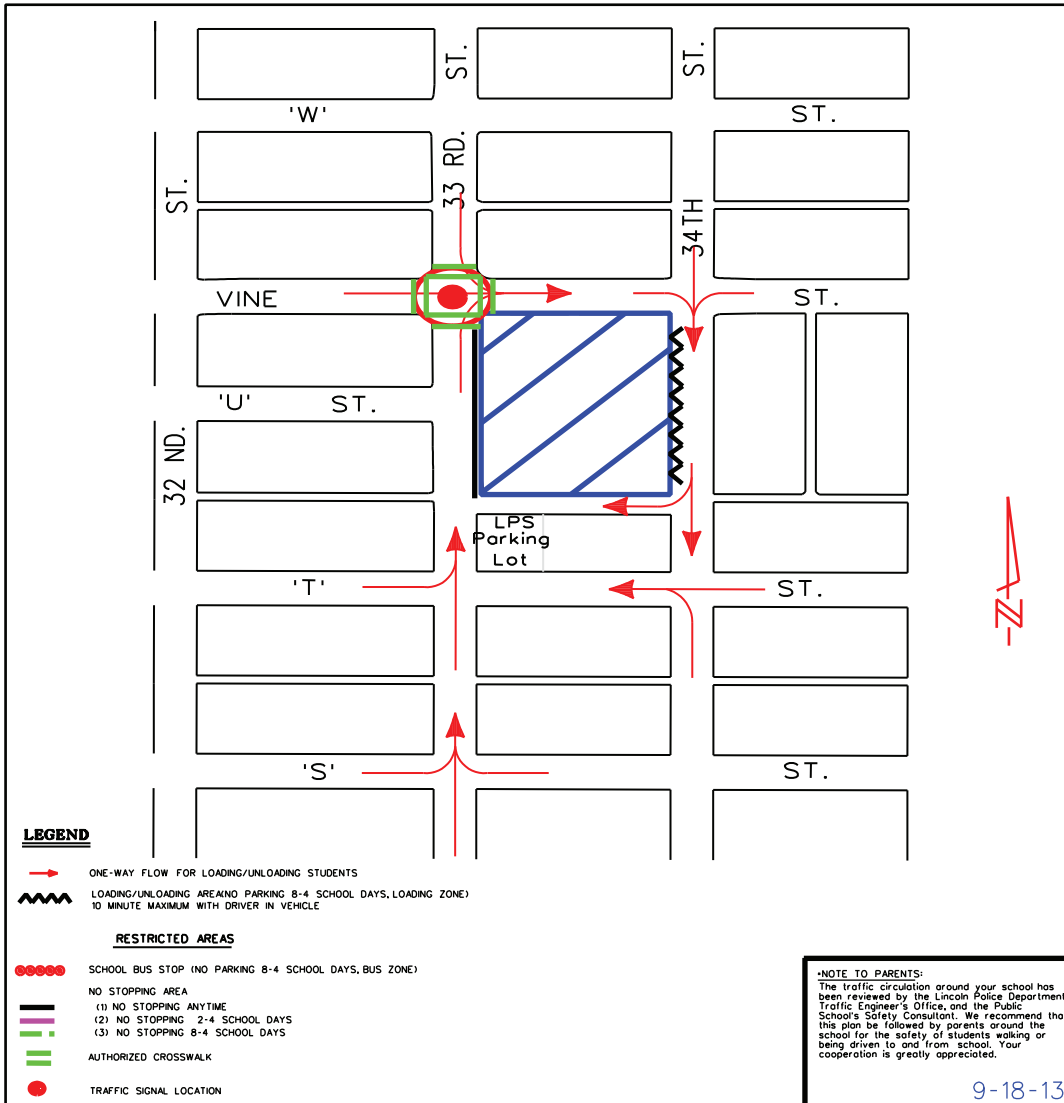 ST.
ST.
'W'
ST.
33 RD.
ST.
34TH
VINE
ST.
'U' ST.
32 ND.
LPS
Parking
Lot
'T'
ST.
-N-
'S'
ST.
LEGEND
ONE-WAY FLOW FOR LOADING/UNLOADING STUDENTS
LOADING/UNLOADING AREA(NO PARKING 8-4 SCHOOL DAYS, LOADING ZONE)
10 MINUTE MAXIMUM WITH DRIVER IN VEHICLE
RESTRICTED AREAS
SCHOOL BUS STOP (NO PARKING 8-4 SCHOOL DAYS, BUS ZONE)
NO STOPPING AREA
(1) NO STOPPING ANYTIME
(2) NO STOPPING 2-4 SCHOOL DAYS
(3) NO STOPPING 8-4 SCHOOL DAYS
AUTHORIZED CROSSWALK
TRAFFIC SIGNAL LOCATION
•NOTE TO PARENTS:
The traffic circulation around your school has
been reviewed by the Lincoln Police Department
Traffic Engineer's Office, and the Public
School's Safety Consultant. We recommend tha
this plan be followed by parents around the
school for the safety of students walking or
being driven to and from school. Your
cooperation is greatly appreciated.
9-18-13